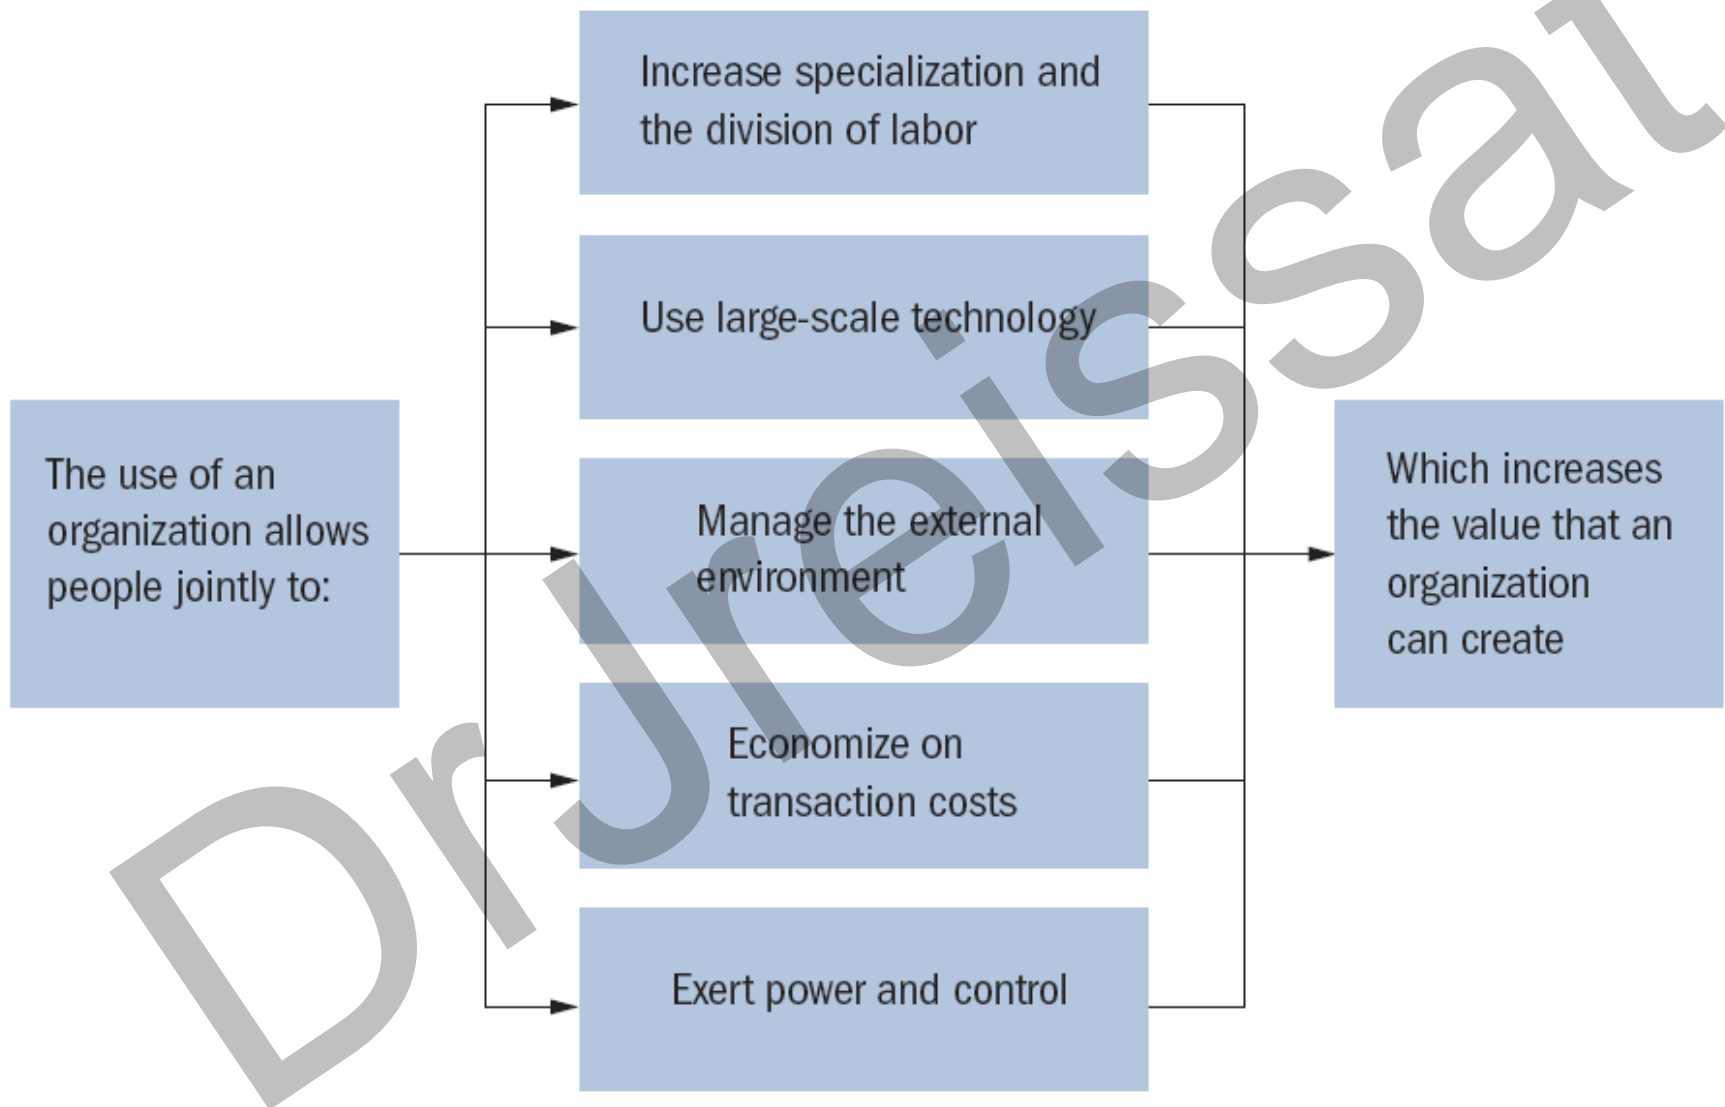 Increase specialization and
the division of labor
Use large-scale technology
The use of an
organization allows
people jointly to:
Manage the external
environment
Which increases
the value that an
organization
can create
Economize on
transaction costs
Exert power and control
DrJreissat